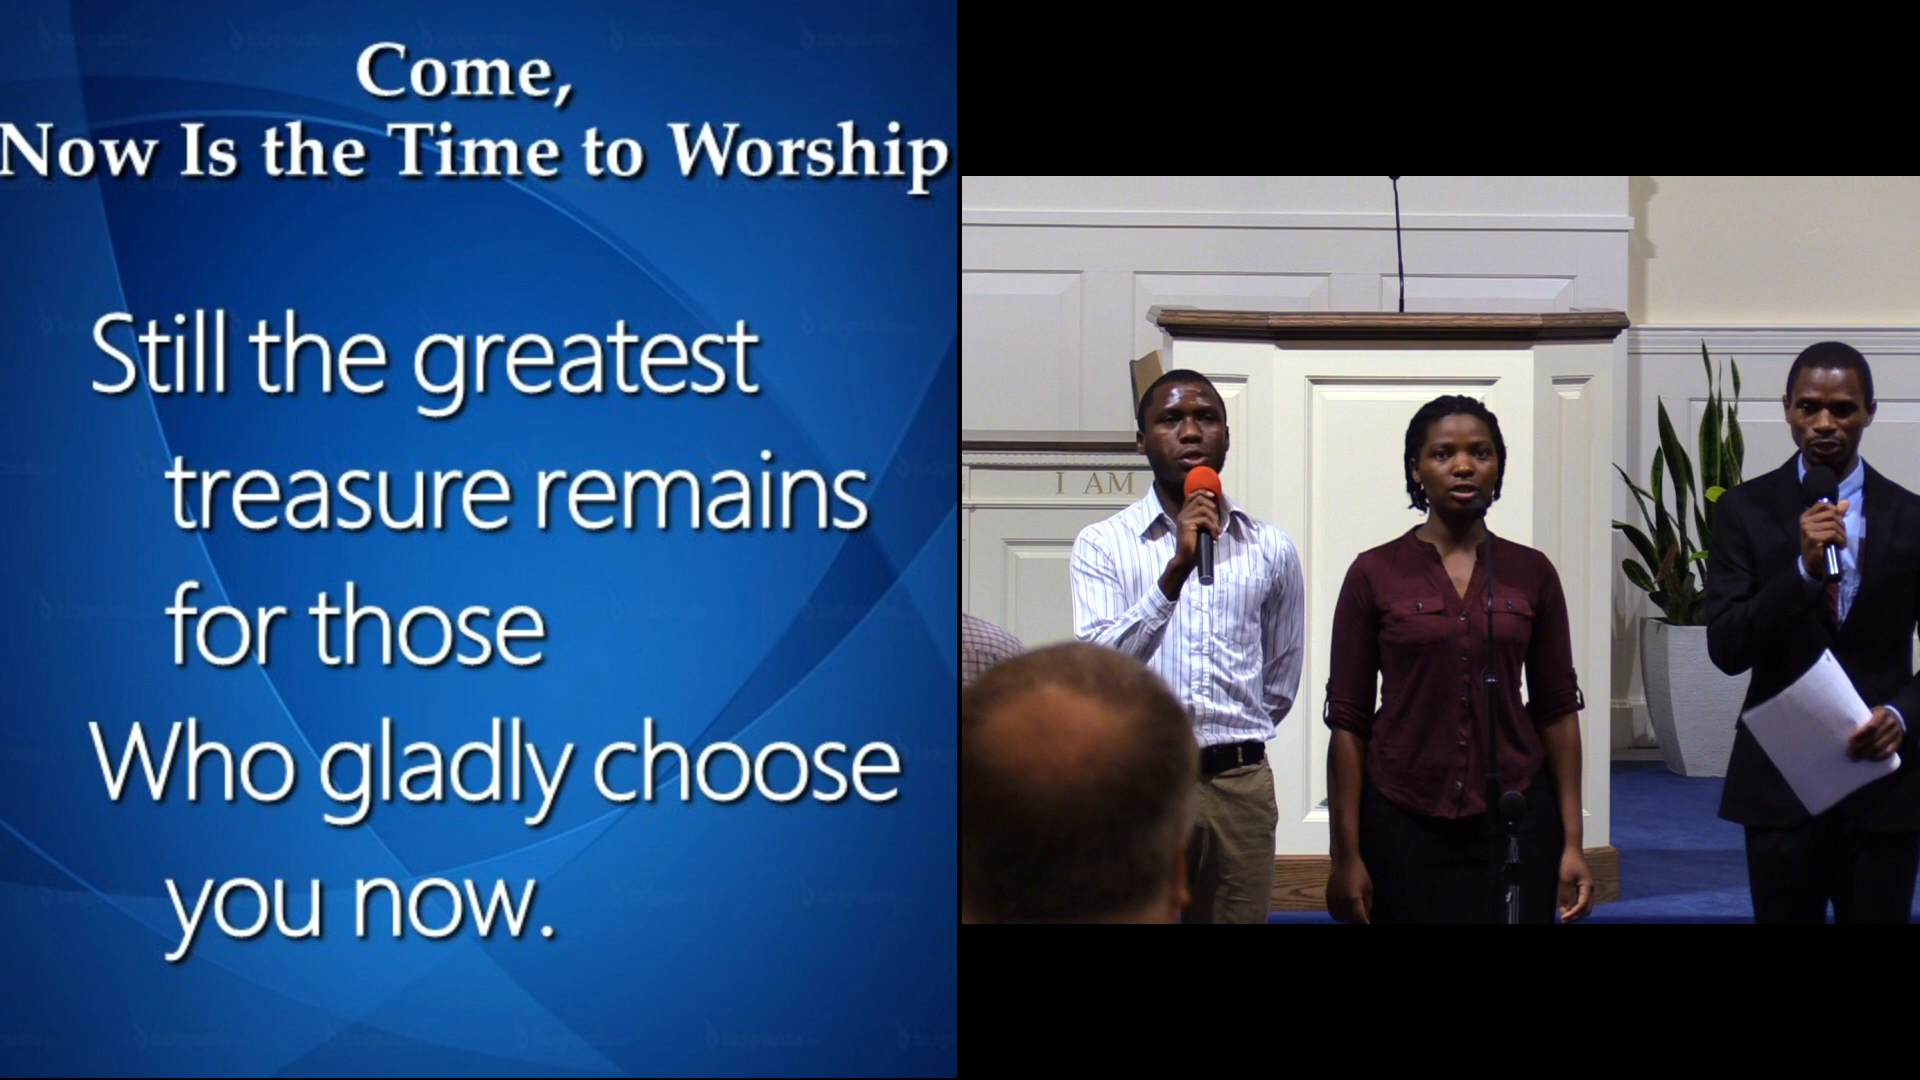 Come,
Now Is the Time to Worship
Still the greatest
treasure remains
for those
Who gladly choose
you now.
I AM